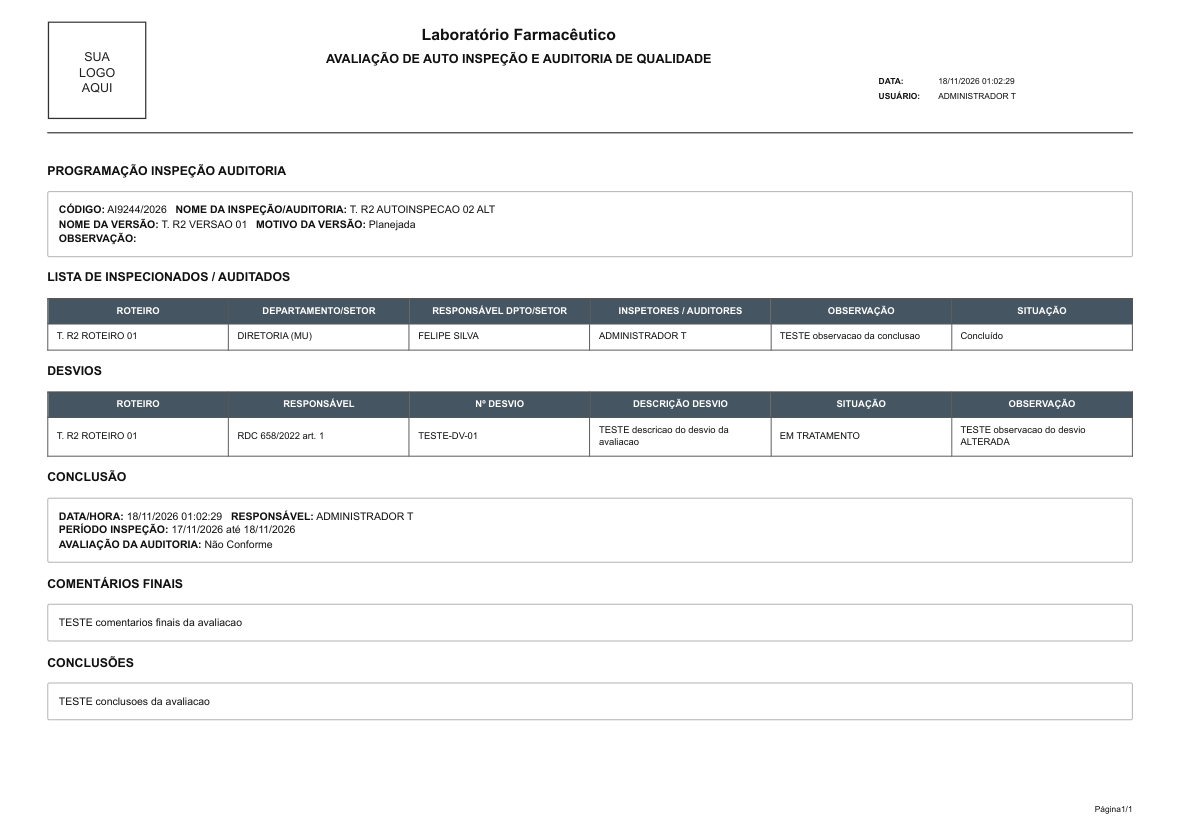 SUA
LOGO
AQUI
Laboratório Farmacêutico
AVALIAÇÃO DE AUTO INSPEÇÃO E AUDITORIA DE QUALIDADE
DATA: 18/11/2026 01:02:29
USUÁRIO: ADMINISTRADOR T
PROGRAMAÇÃO INSPEÇÃO AUDITORIA
CÓDIGO: AI9244/2026 NOME DA INSPEÇÃO/AUDITORIA: T. R2 AUTOINSPECAO 02 ALT
NOME DA VERSÃO: T. R2 VERSAO 01 MOTIVO DA VERSÃO: Planejada
OBSERVAÇÃO:
LISTA DE INSPECIONADOS / AUDITADOS
ROTEIRO DEPARTAMENTO/SETOR RESPONSÁVEL DPTO/SETOR INSPETORES / AUDITORES OBSERVAÇÃO SITUAÇÃO
T. R2 ROTEIRO 01 DIRETORIA (MU) FELIPE SILVA ADMINISTRADOR T TESTE observacao da conclusao Concluído
DESVIOS
ROTEIRO RESPONSÁVEL Nº DESVIO DESCRIÇÃO DESVIO SITUAÇÃO OBSERVAÇÃO
T. R2 ROTEIRO 01 RDC 658/2022 art. 1 TESTE-DV-01 TESTE descricao do desvio da avaliacao EM TRATAMENTO TESTE observacao do desvio ALTERADA
CONCLUSÃO
DATA/HORA: 18/11/2026 01:02:29 RESPONSÁVEL: ADMINISTRADOR T
PERÍODO INSPEÇÃO: 17/11/2026 até 18/11/2026
AVALIAÇÃO DA AUDITORIA: Não Conforme
COMENTÁRIOS FINAIS
TESTE comentarios finais da avaliacao
CONCLUSÕES
TESTE conclusoes da avaliacao
Página1/1